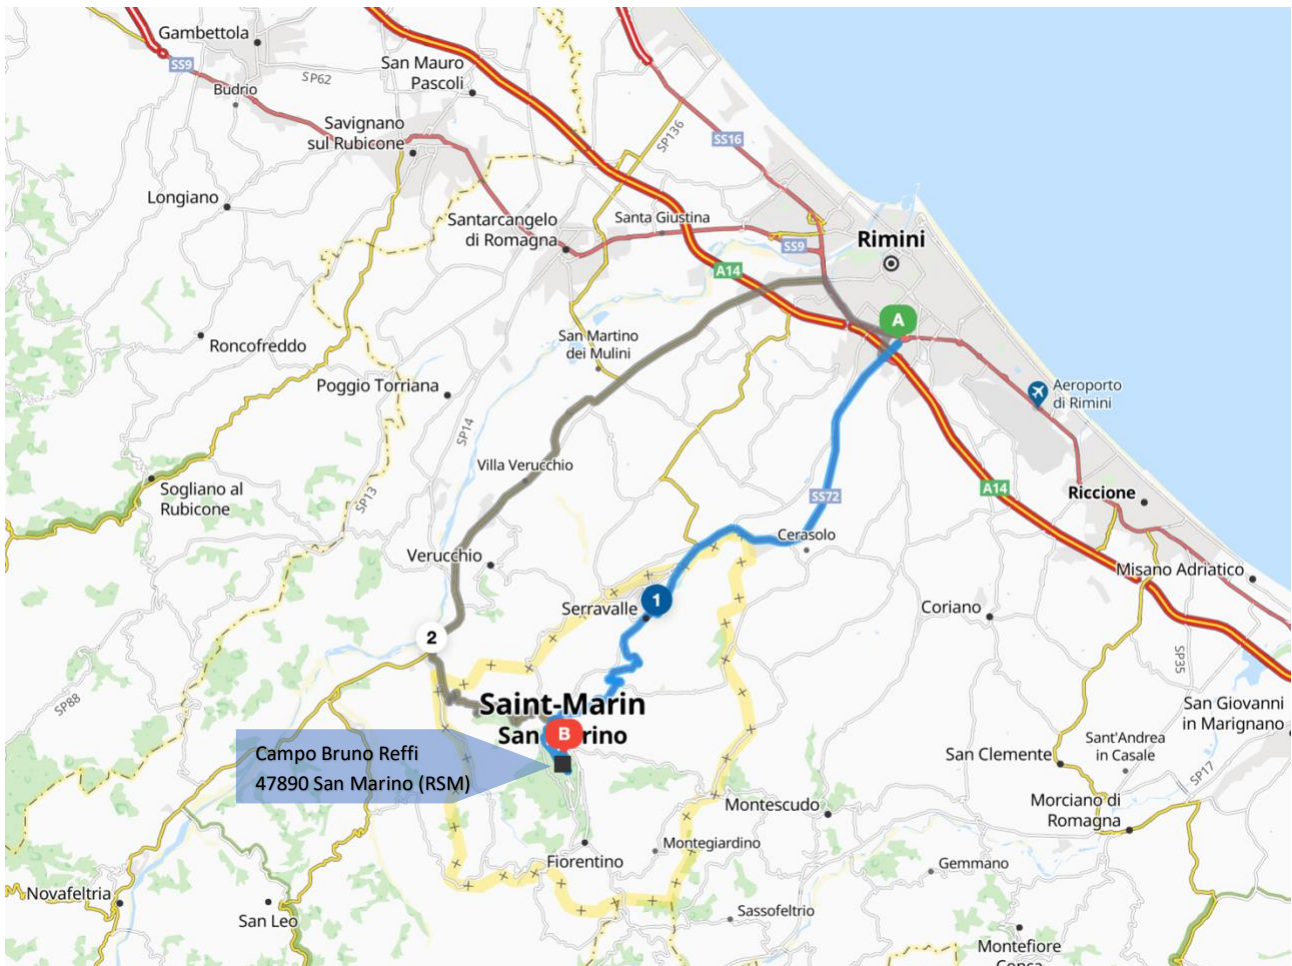 Gambettola
SS9
SP62
Budrio
San Mauro
Pascoli
Savignano
sul Rubicone
SP136
SS16
Longiano
Santarcangelo
di Romagna
Santa Giustina
SS9
Rimini
A14
A
San Martino
dei Mulini
Roncofreddo
Poggio Torriana
Aeroporto
di Rimini
SP14
Villa Verucchio
Sogliano al
Rubicone
SP13
SS72
A14
Riccione
Verucchio
Cerasolo
Misano Adriatico
Serravalle
1
Coriano
2
SP35
SP88
Saint-Marin
San
rino
B
San Giovanni
in Marignano
Campo Bruno Reffi
47890 San Marino (RSM)
San Clemente
Sant'Andrea
in Casale
SP17
Montescudo
Morciano di
Romagna
Fiorentino
Montegiardino
Gemmano
Novafeltria
San Leo
Sassofeltrio
Montefiore
Conca